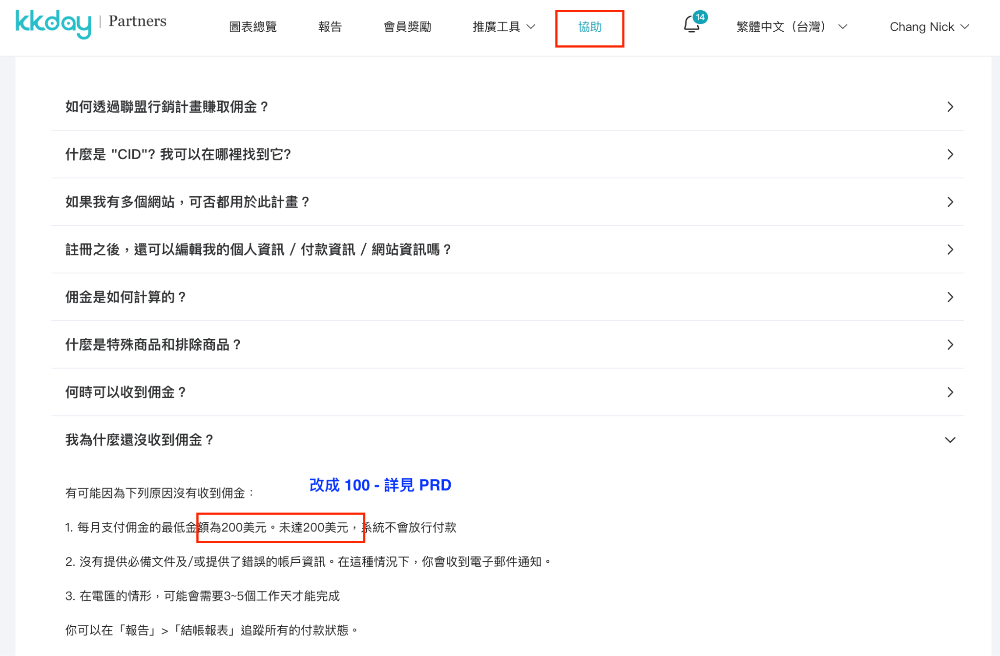 kkday | Partners
圖表總覽
報告
會員獎勵
推廣工具
協助
14
繁體中文（台灣）
Chang Nick
如何透過聯盟行銷計畫賺取佣金？
什麼是 "CID"? 我可以在哪裡找到它?
如果我有多個網站，可否都用於此計畫？
註冊之後，還可以編輯我的個人資訊 / 付款資訊 / 網站資訊嗎？
佣金是如何計算的？
什麼是特殊商品和排除商品？
何時可以收到佣金？
我為什麼還沒收到佣金？
改成 100 - 詳見 PRD
有可能因為下列原因沒有收到佣金：
1. 每月支付佣金的最低金額為200美元。未達200美元，系統不會放行付款
2. 沒有提供必備文件及/或提供了錯誤的帳戶資訊。在這種情況下，你會收到電子郵件通知。
3. 在電匯的情形，可能會需要3~5個工作天才能完成
你可以在「報告」>「結帳報表」追蹤所有的付款狀態。